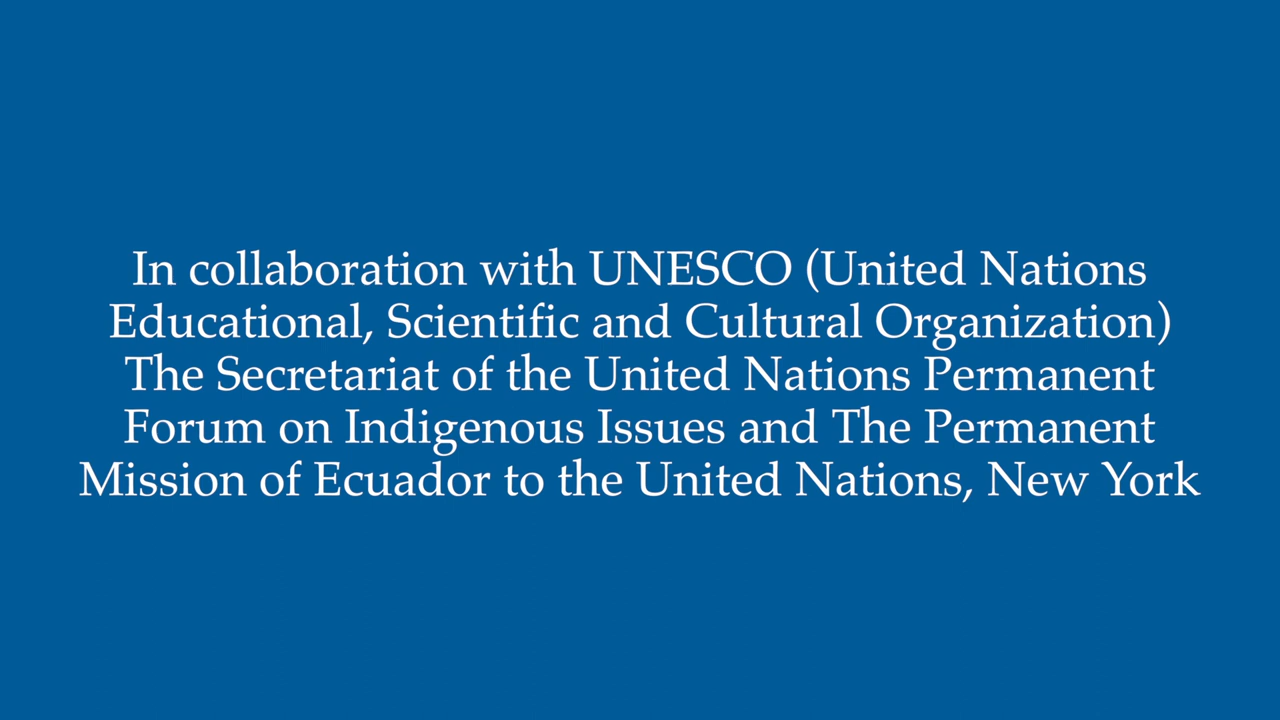 In collaboration with UNESCO (United Nations
Educational, Scientific and Cultural Organization)
The Secretariat of the United Nations Permanent
Forum on Indigenous Issues and The Permanent
Mission of Ecuador to the United Nations, New York